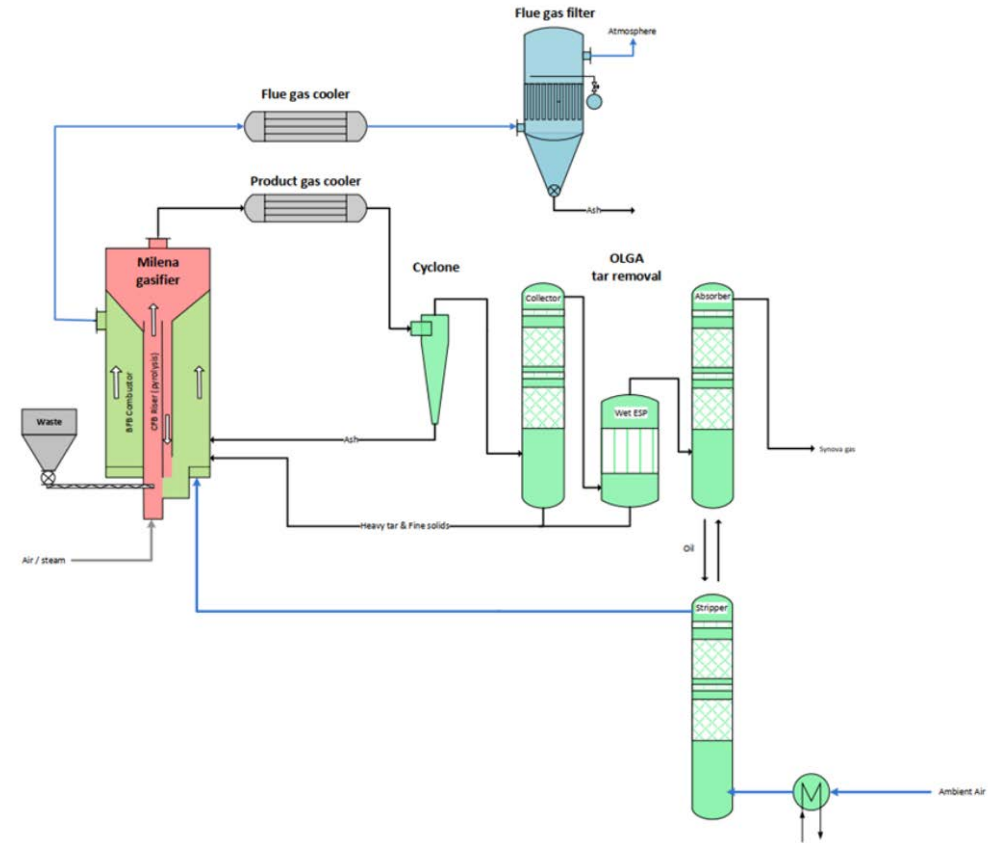 Flue gas filter
Atmosphere
Flue gas cooler
Product gas cooler
Ash
Milena
gasifier
Cyclone
OLGA
tar removal
Collector
Absorber
BFB Combustor
CFB Riser (pyrolysis)
Waste
Wet ESP
Ash
Synova gas
Heavy tar & Fine solids
Air / steam
Oil
Stripper
Ambient Air